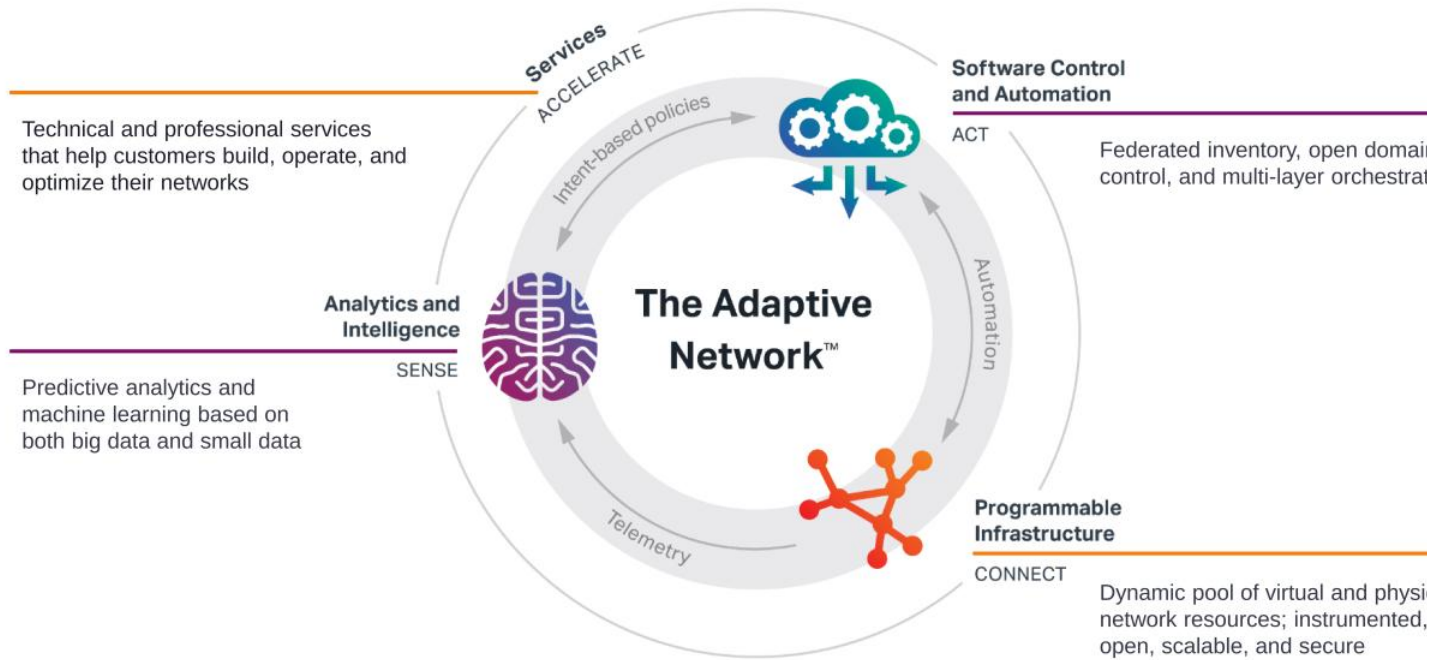 Services
ACCELERATE
Technical and professional services
that help customers build, operate, and
optimize their networks
Software Control
and Automation
ACT
Federated inventory, open domain
control, and multi-layer
Intent-based policies
Automation
Telemetry
The Adaptive
Network™
Analytics and
Intelligence
SENSE
Predictive analytics and
machine learning based on
both big data and small data
Programmable
Infrastructure
CONNECT
Dynamic pool of virtual and
network resources; instrumented,
open, scalable, and secure